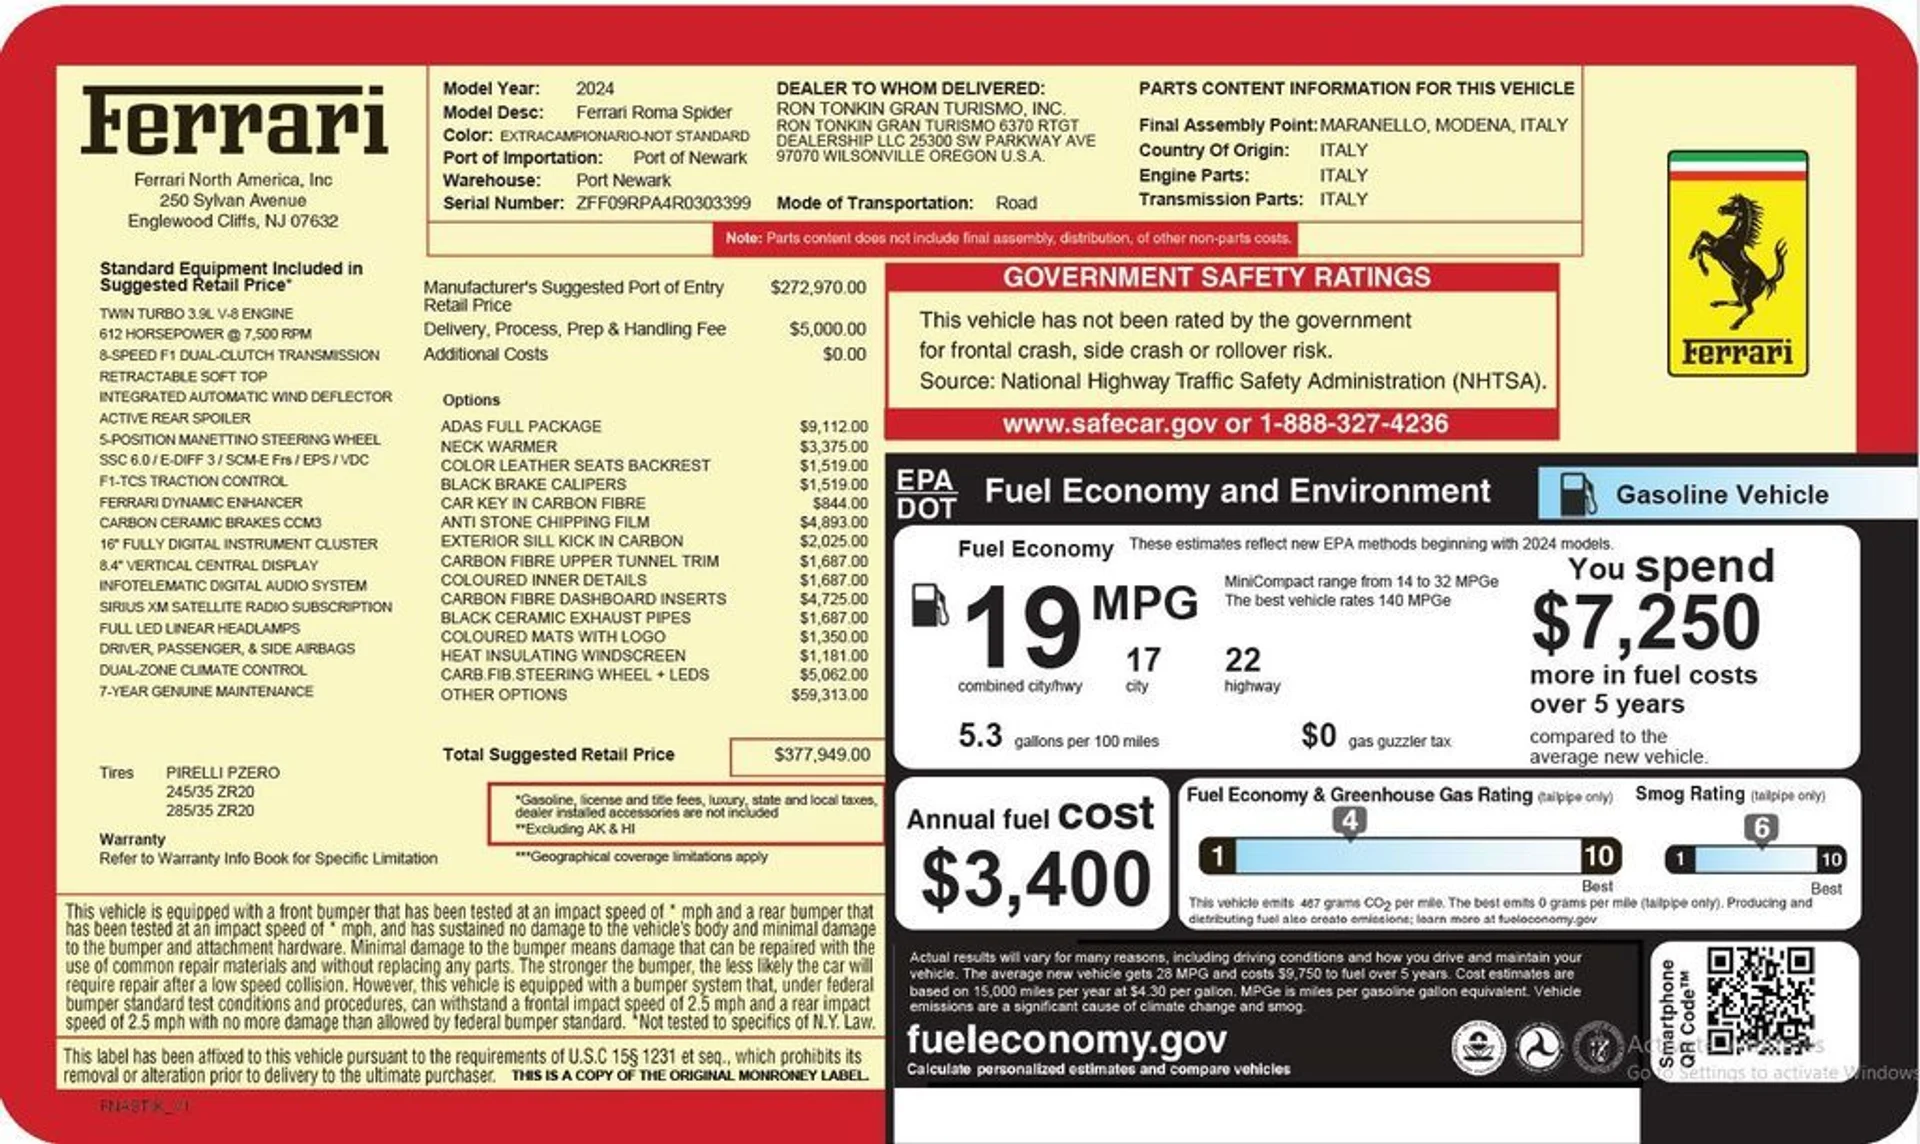 Ferrari
Ferrari North America, Inc
250 Sylvan Avenue
Englewood Cliffs, NJ 07632
Model Year: 2024
Model Desc: Ferrari Roma Spider
Color: EXTRACAMPIONARIO-NOT STANDARD
Port of Importation: Port of Newark
Warehouse: Port Newark
Serial Number: ZFF09RPA4R0303399
DEALER TO WHOM DELIVERED:
RON TONKIN GRAN TURISMO, INC.
RON TONKIN GRAN TURISMO 6370 RTGT
DEALERSHIP LLC 25300 SW PARKWAY AVE
97070 WILSONVILLE OREGON U.S.A.
Mode of Transportation: Road
PARTS CONTENT INFORMATION FOR THIS VEHICLE
Final Assembly Point: MARANELLO, MODENA, ITALY
Country Of Origin: ITALY
Engine Parts: ITALY
Transmission Parts: ITALY
Note: Parts content does not include final assembly, distribution, of other non-parts costs.
Ferrari
Standard Equipment Included in
Suggested Retail Price*
TWIN TURBO 3.9L V-8 ENGINE
612 HORSEPOWER @ 7,500 RPM
8-SPEED F1 DUAL-CLUTCH TRANSMISSION
RETRACTABLE SOFT TOP
INTEGRATED AUTOMATIC WIND DEFLECTOR
ACTIVE REAR SPOILER
5-POSITION MANETTINO STEERING WHEEL
SSC 6.0 / E-DIFF 3 / SCM-E Frs / EPS / VDC
F1-TCS TRACTION CONTROL
FERRARI DYNAMIC ENHANCER
CARBON CERAMIC BRAKES CCM3
16" FULLY DIGITAL INSTRUMENT CLUSTER
8.4" VERTICAL CENTRAL DISPLAY
INFOTELEMATIC DIGITAL AUDIO SYSTEM
SIRIUS XM SATELLITE RADIO SUBSCRIPTION
FULL LED LINEAR HEADLAMPS
DRIVER, PASSENGER, & SIDE AIRBAGS
DUAL-ZONE CLIMATE CONTROL
7-YEAR GENUINE MAINTENANCE
Tires PIRELLI PZERO
245/35 ZR20
285/35 ZR20
Warranty
Refer to Warranty Info Book for Specific Limitation
Manufacturer's Suggested Port of Entry $272,970.00
Retail Price
Delivery, Process, Prep & Handling Fee $5,000.00
Additional Costs $0.00
Options
ADAS FULL PACKAGE $9,112.00
NECK WARMER $3,375.00
COLOR LEATHER SEATS BACKREST $1,519.00
BLACK BRAKE CALIPERS $1,519.00
CAR KEY IN CARBON FIBRE $844.00
ANTI STONE CHIPPING FILM $4,893.00
EXTERIOR SILL KICK IN CARBON $2,025.00
CARBON FIBRE UPPER TUNNEL TRIM $1,687.00
COLOURED INNER DETAILS $1,687.00
CARBON FIBRE DASHBOARD INSERTS $4,725.00
BLACK CERAMIC EXHAUST PIPES $1,687.00
COLOURED MATS WITH LOGO $1,350.00
HEAT INSULATING WINDSCREEN $1,181.00
CARB.FIB.STEERING WHEEL + LEDS $5,062.00
OTHER OPTIONS $59,313.00
Total Suggested Retail Price $377,949.00
*Gasoline, license and title fees, luxury, state and local taxes,
dealer installed accessories are not included
**Excluding AK & HI
***Geographical coverage limitations apply
This vehicle is equipped with a front bumper that has been tested at an impact speed of * mph and a rear bumper that
has been tested at an impact speed of * mph, and has sustained no damage to the vehicle's body and minimal damage
to the bumper and attachment hardware. Minimal damage to the bumper means damage that can be repaired with the
use of common repair materials and without replacing any parts. The stronger the bumper, the less likely the car will
require repair after a low speed collision. However, this vehicle is equipped with a bumper system that, under federal
bumper standard test conditions and procedures, can withstand a frontal impact speed of 2.5 mph and a rear impact
speed of 2.5 mph with no more damage than allowed by federal bumper standard. *Not tested to specifics of N.Y. Law.
This label has been affixed to this vehicle pursuant to the requirements of U.S.C 15§ 1231 et seq., which prohibits its
removal or alteration prior to delivery to the ultimate purchaser. THIS IS A COPY OF THE ORIGINAL MONRONEY LABEL.
GOVERNMENT SAFETY RATINGS
This vehicle has not been rated by the government
for frontal crash, side crash or rollover risk.
Source: National Highway Traffic Safety Administration (NHTSA).
www.safecar.gov or 1-888-327-4236
EPA
DOT
Fuel Economy and Environment
Gasoline Vehicle
Fuel Economy
These estimates reflect new EPA methods beginning with 2024 models.
19 MPG
combined city/hwy
17
city
22
highway
MiniCompact range from 14 to 32 MPGe
The best vehicle rates 140 MPGe
5.3 gallons per 100 miles
$0 gas guzzler tax
You spend
$7,250
more in fuel costs
over 5 years
compared to the
average new vehicle.
Annual fuel cost
$3,400
Fuel Economy & Greenhouse Gas Rating (tailpipe only)
4
1 10
Best
Smog Rating (tailpipe only)
6
1 10
Best
This vehicle emits 467 grams CO2 per mile. The best emits 0 grams per mile (tailpipe only). Producing and
distributing fuel also create emissions; learn more at fueleconomy.gov
Actual results will vary for many reasons, including driving conditions and how you drive and maintain your
vehicle. The average new vehicle gets 28 MPG and costs $9,750 to fuel over 5 years. Cost estimates are
based on 15,000 miles per year at $4.30 per gallon. MPGe is miles per gasoline gallon equivalent. Vehicle
emissions are a significant cause of climate change and smog.
fueleconomy.gov
Calculate personalized estimates and compare vehicles
Smartphone
QR Code™
Go to Settings to activate Windows